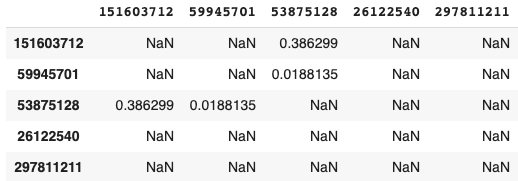 151603712 59945701 53875128 26122540 297811211
151603712 NaN NaN 0.386299 NaN NaN
59945701 NaN NaN 0.0188135 NaN NaN
53875128 0.386299 0.0188135 NaN NaN NaN
26122540 NaN NaN NaN NaN NaN
297811211 NaN NaN NaN NaN NaN